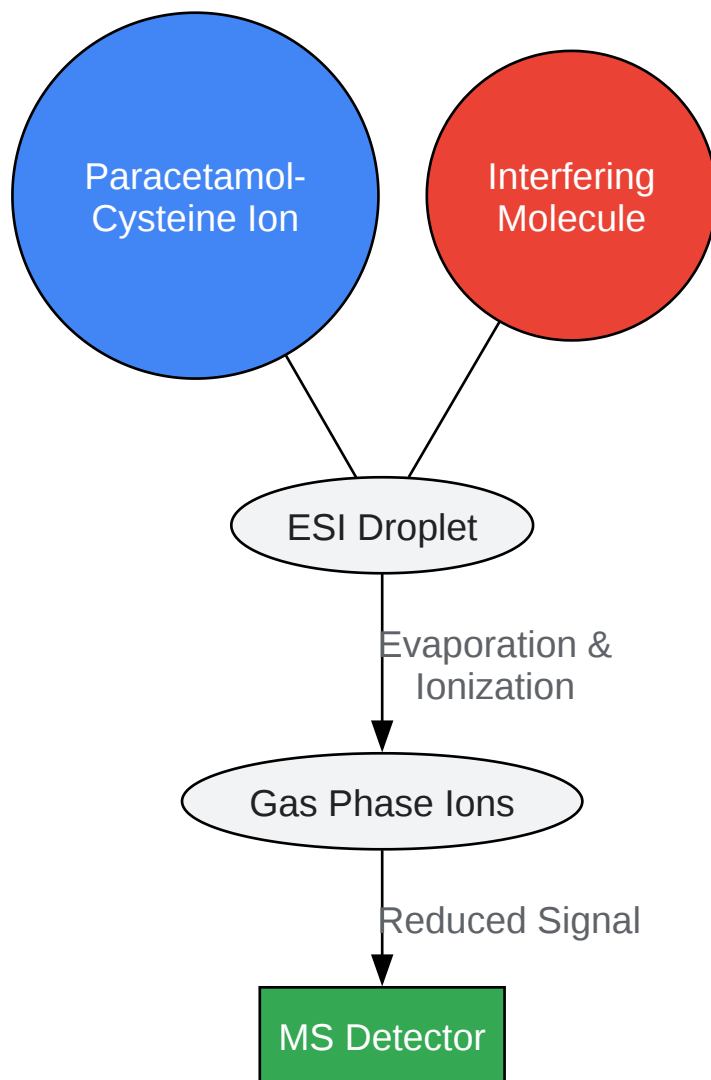 Paracetamol-
Cysteine Ion
Interfering
Molecule
ESI Droplet
Evaporation &
Ionization
Gas Phase Ions
Reduced Signal
MS Detector